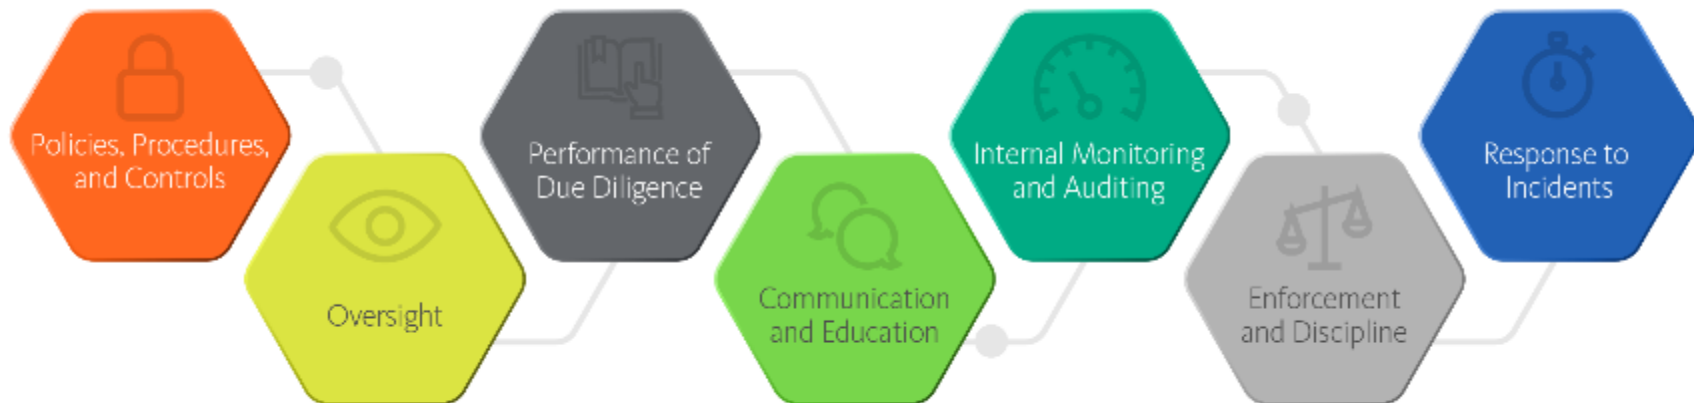 Policies, Procedures,
and Controls
Oversight
Performance of
Due Diligence
Communication
and Education
Internal Monitoring
and Auditing
Enforcement
and Discipline
Response to
Incidents